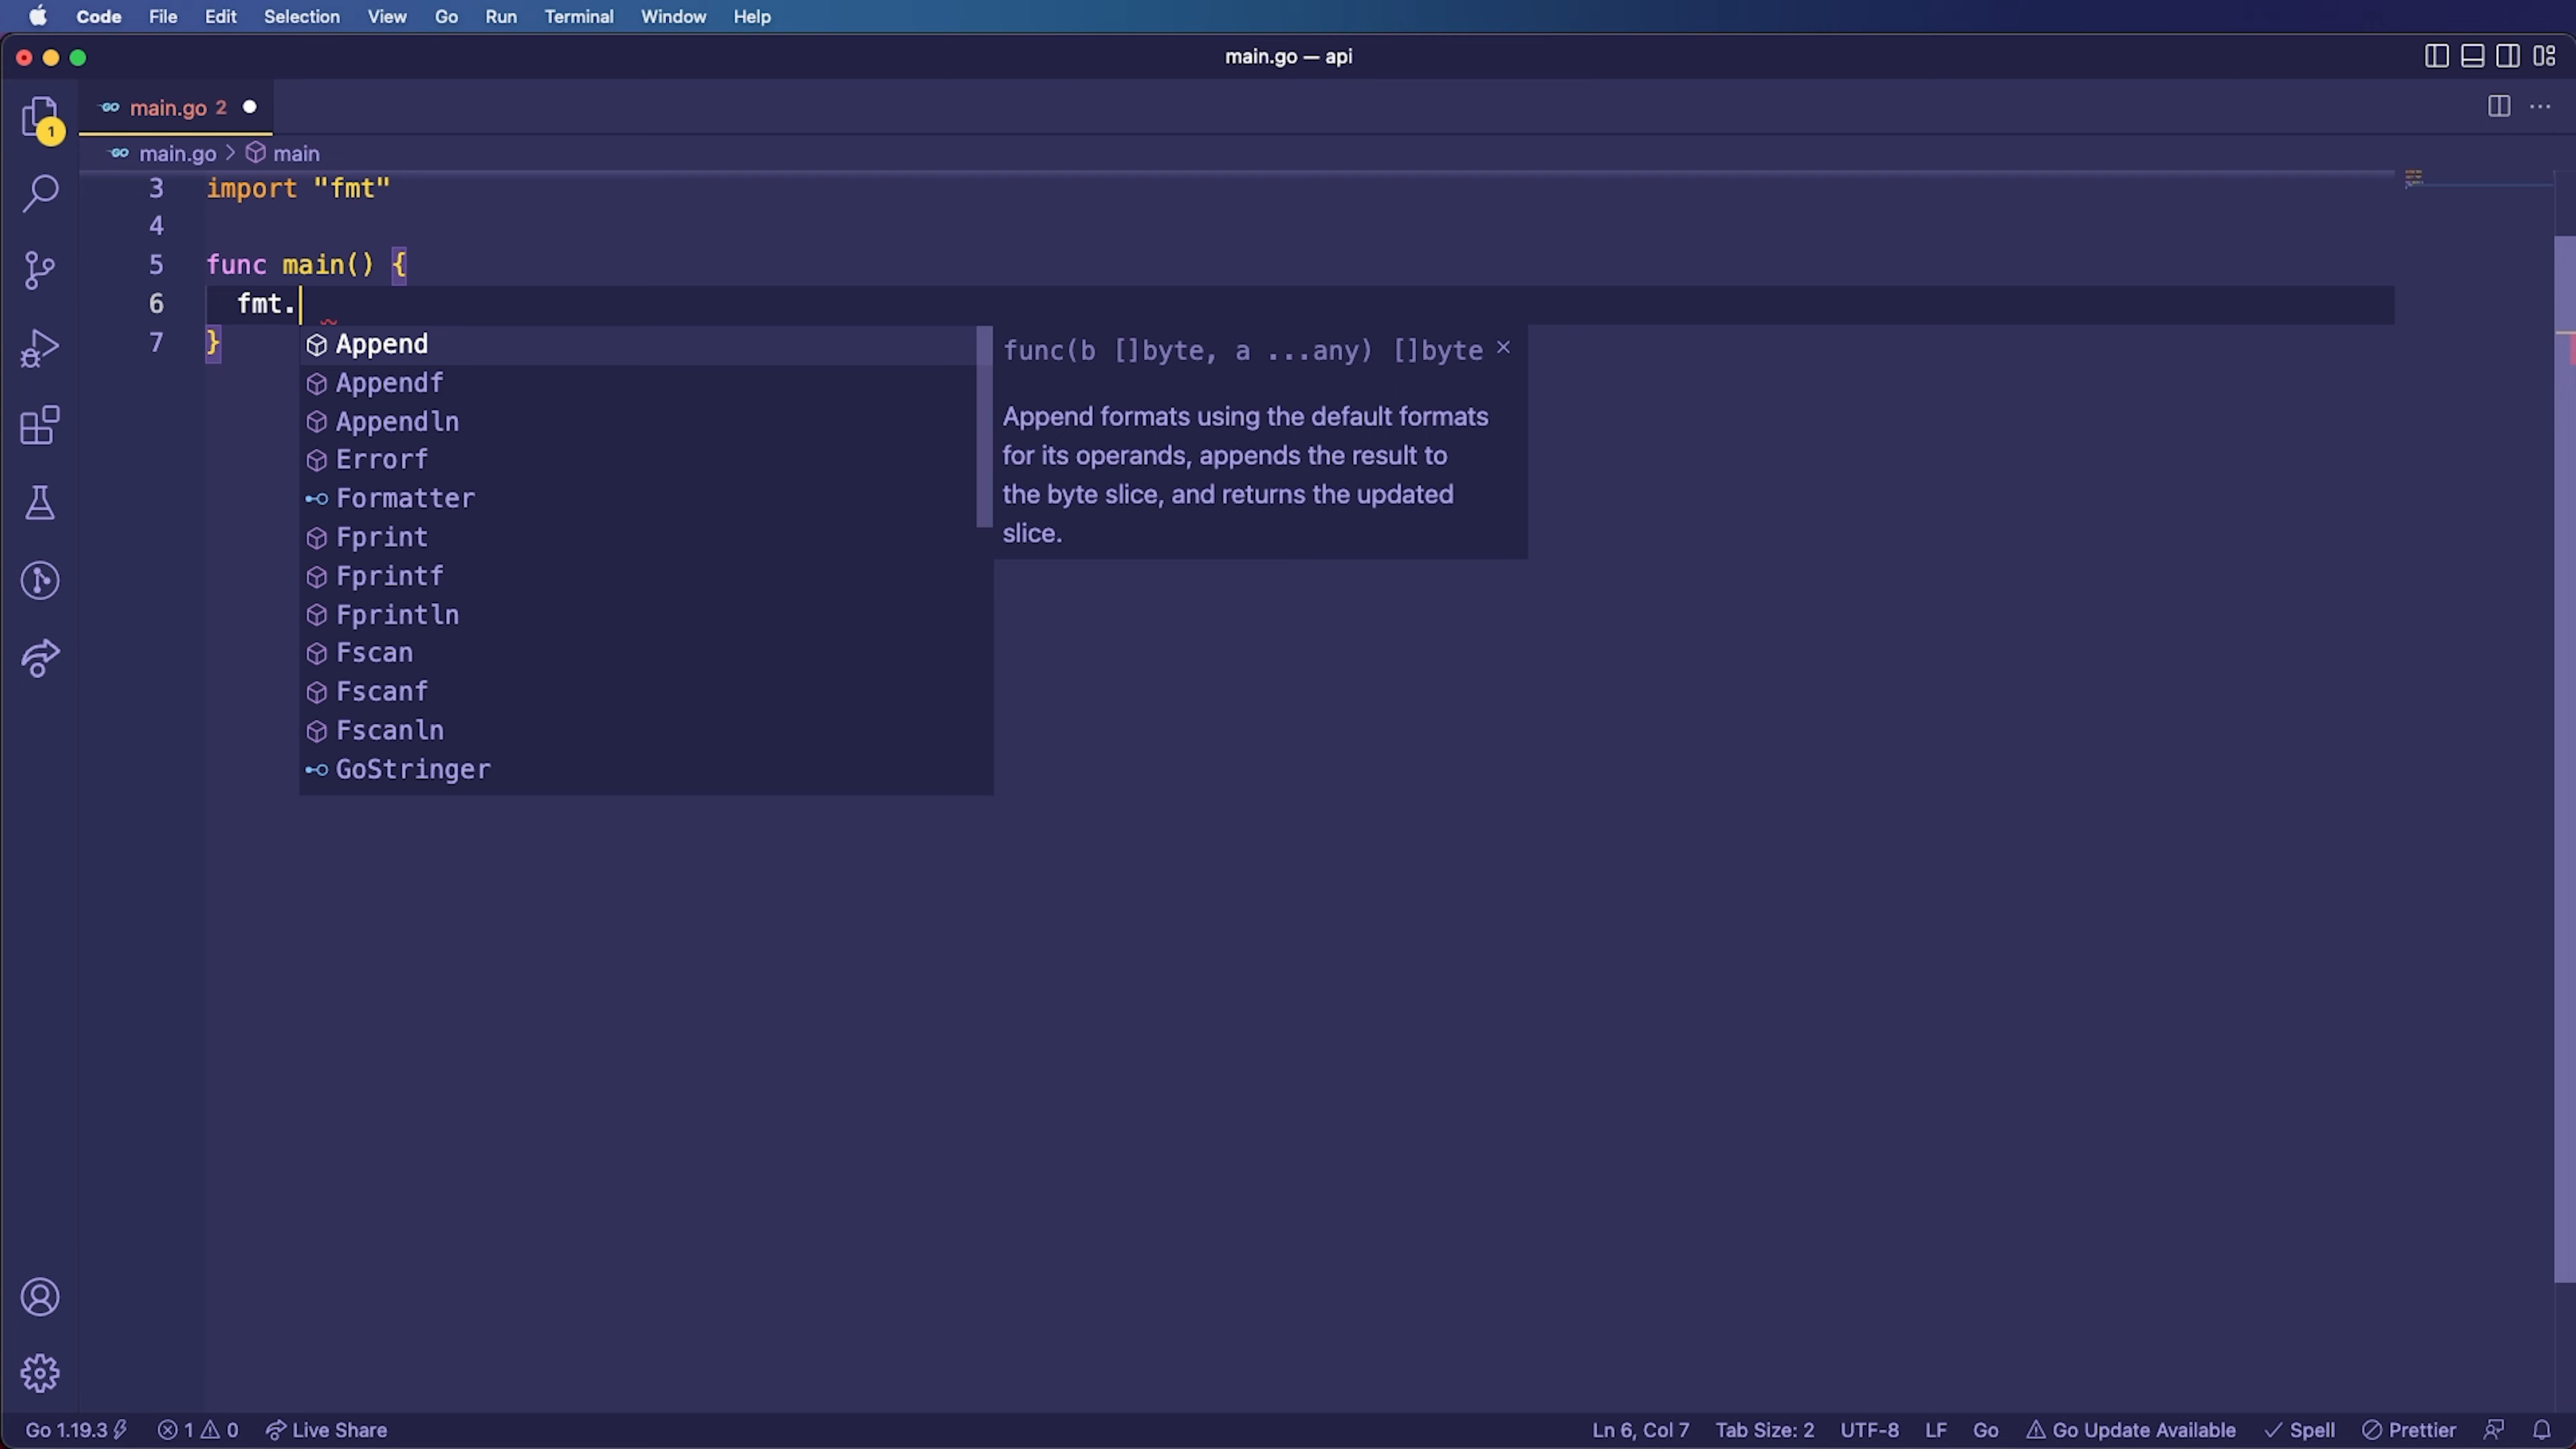 Code File Edit Selection View Go Run Terminal Window Help
main.go — api
GO main.go 2
1
GO main.go > main
3 import "fmt"
4
5 func main() {
6 fmt.
7 }
Append
Appendf
Appendln
Errorf
Formatter
Fprint
Fprintf
Fprintln
Fscan
Fscanf
Fscanln
GoStringer
func(b []byte, a ...any) []byte ×
Append formats using the default formats
for its operands, appends the result to
the byte slice, and returns the updated
slice.
Go 1.19.3 1 0 Live Share Ln 6, Col 7 Tab Size: 2 UTF-8 LF Go Go Update Available Spell Prettier